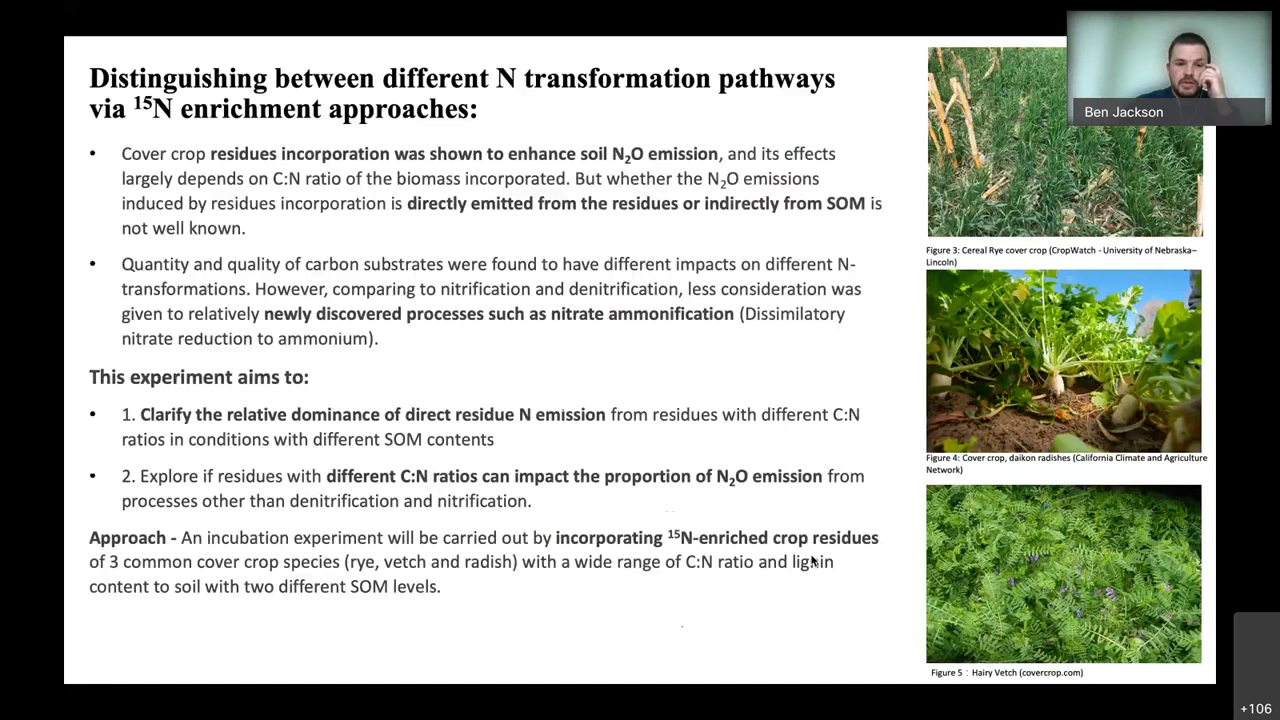 Distinguishing between different N transformation pathways
via ¹⁵N enrichment approaches:
• Cover crop residues incorporation was shown to enhance soil N₂O emission, and its effects
largely depends on C:N ratio of the biomass incorporated. But whether the N₂O emissions
induced by residues incorporation is directly emitted from the residues or indirectly from SOM is
not well known.
• Quantity and quality of carbon substrates were found to have different impacts on different N-
transformations. However, comparing to nitrification and denitrification, less consideration was
given to relatively newly discovered processes such as nitrate ammonification (Dissimilatory
nitrate reduction to ammonium).
This experiment aims to:
• 1. Clarify the relative dominance of direct residue N emission from residues with different C:N
ratios in conditions with different SOM contents
• 2. Explore if residues with different C:N ratios can impact the proportion of N₂O emission from
processes other than denitrification and nitrification.
Approach - An incubation experiment will be carried out by incorporating ¹⁵N-enriched crop residues
of 3 common cover crop species (rye, vetch and radish) with a wide range of C:N ratio and lignin
content to soil with two different SOM levels.
Ben Jackson
Figure 3: Cereal Rye cover crop (CropWatch - University of Nebraska–
Lincoln)
Figure 4: Cover crop, daikon radishes (California Climate and Agriculture
Network)
Figure 5 : Hairy Vetch (covercrop.com)
+106